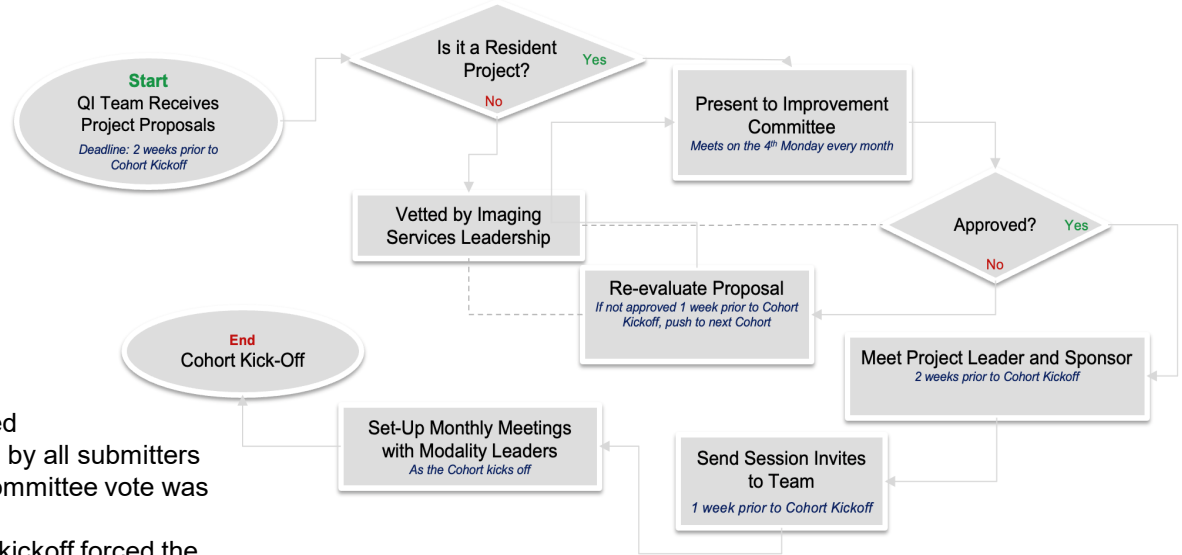 Start
QI Team Receives
Project Proposals
Deadline: 2 weeks prior to
Cohort Kickoff
Is it a Resident
Project?
Yes
No
Present to Improvement
Committee
Meets on the 4th Monday every month
Vetted by Imaging
Services Leadership
Approved?
Yes
No
Re-evaluate Proposal
If not approved 1 week prior to Cohort
Kickoff, push to next Cohort
Meet Project Leader and Sponsor
2 weeks prior to Cohort Kickoff
Send Session Invites
to Team
1 week prior to Cohort Kickoff
Set-Up Monthly Meetings
with Modality Leaders
As the Cohort kicks off
End
Cohort Kick-Off
by all submitters
vote was
kickoff forced the